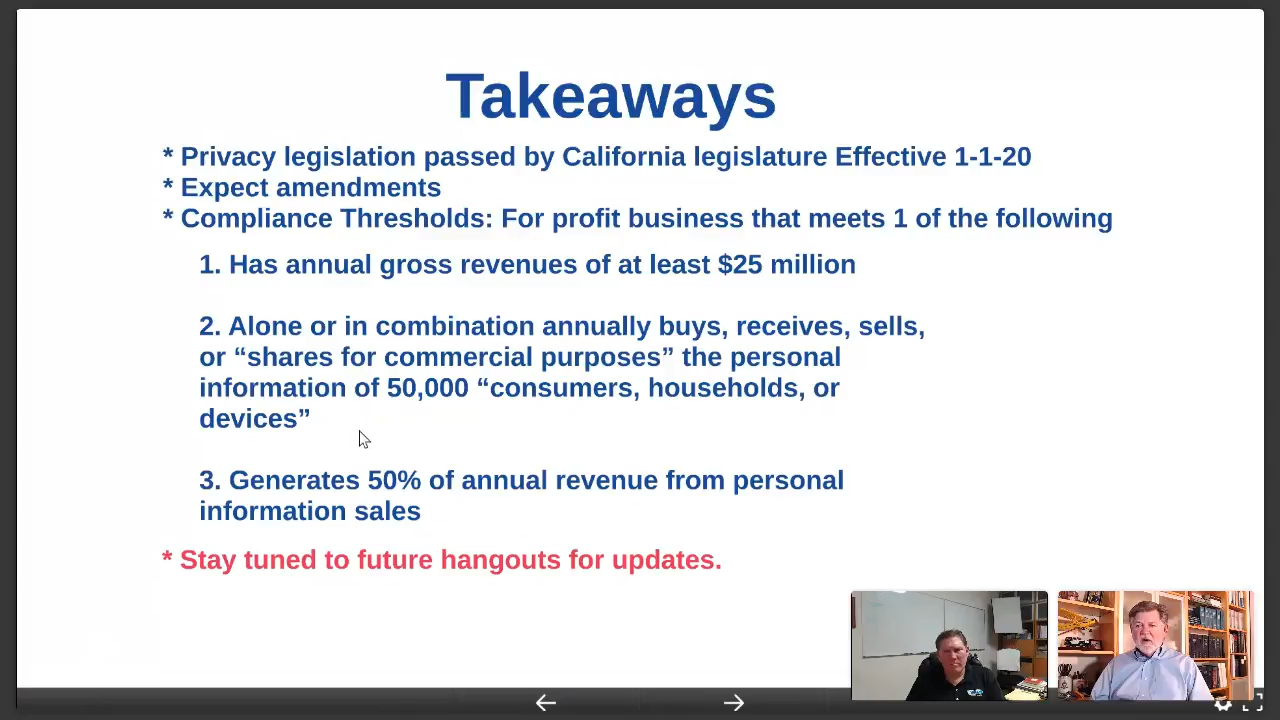 Takeaways
* Privacy legislation passed by California legislature Effective 1-1-20
* Expect amendments
* Compliance Thresholds: For profit business that meets 1 of the following
1. Has annual gross revenues of at least $25 million
2. Alone or in combination annually buys, receives, sells,
or “shares for commercial purposes” the personal
information of 50,000 “consumers, households, or
devices”
3. Generates 50% of annual revenue from personal
information sales
* Stay tuned to future hangouts for updates.